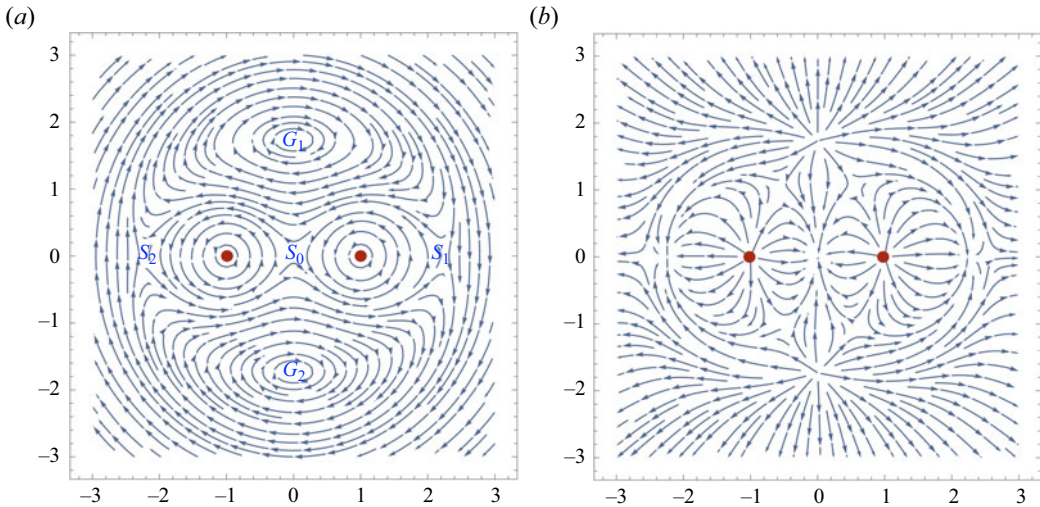 (a) (b)
3 3
2 G₁ 2
1 1
0 S₂ S₀ S₁ 0
–1 –1
G₂
–2 –2
–3 –3
–3 –2 –1 0 1 2 3 –3 –2 –1 0 1 2 3